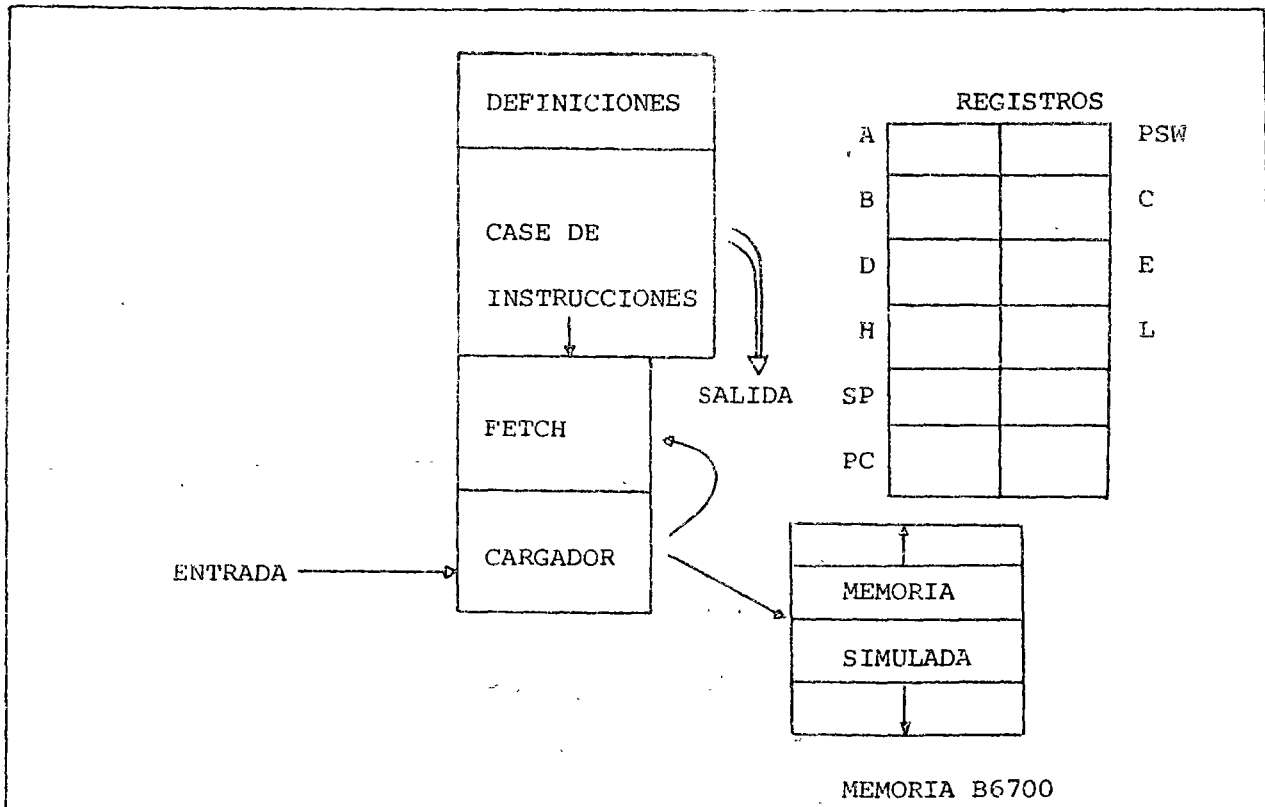 DEFINICIONES
CASE DE
INSTRUCCIONES
FETCH
CARGADOR
ENTRADA
SALIDA
REGISTROS
A PSW
B C
D E
H L
SP
PC
MEMORIA
SIMULADA
MEMORIA B6700